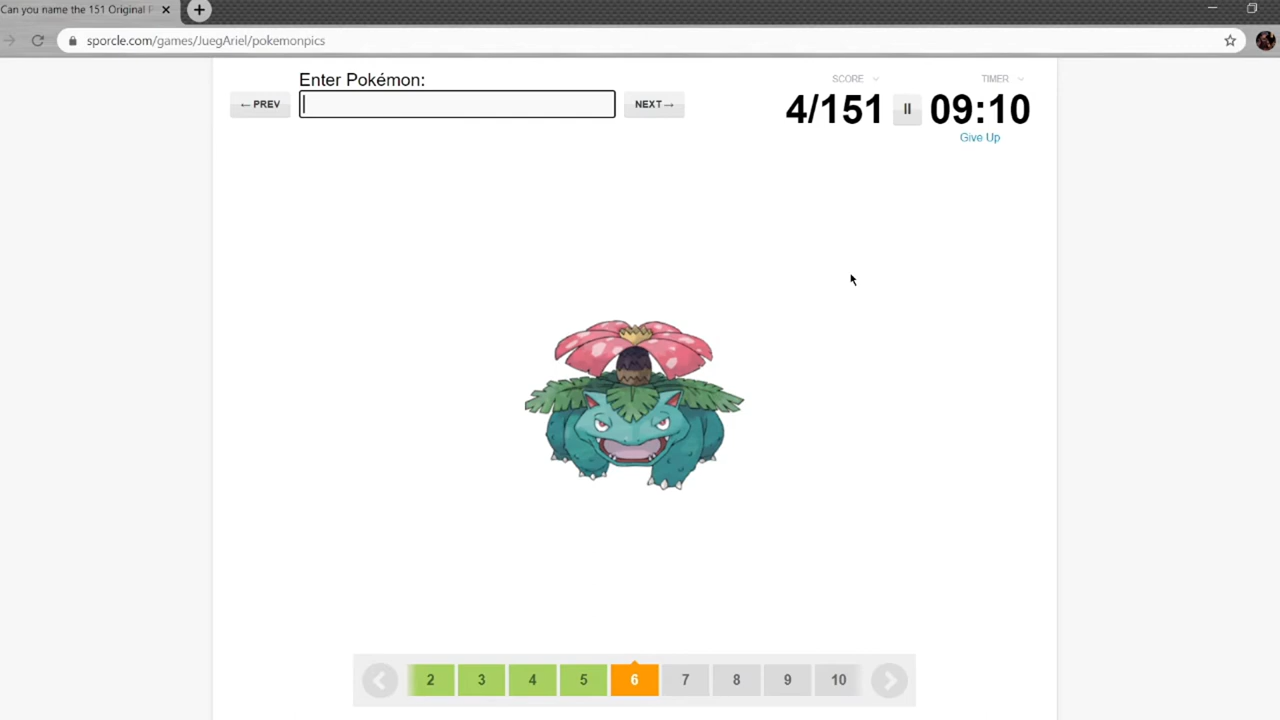 Can you name the 151 Original P
sporcle.com/games/JuegAriel/pokemonpics
Enter Pokémon:
← PREV
NEXT →
SCORE
4/151
TIMER
09:10
Give Up
2 3 4 5 6 7 8 9 10